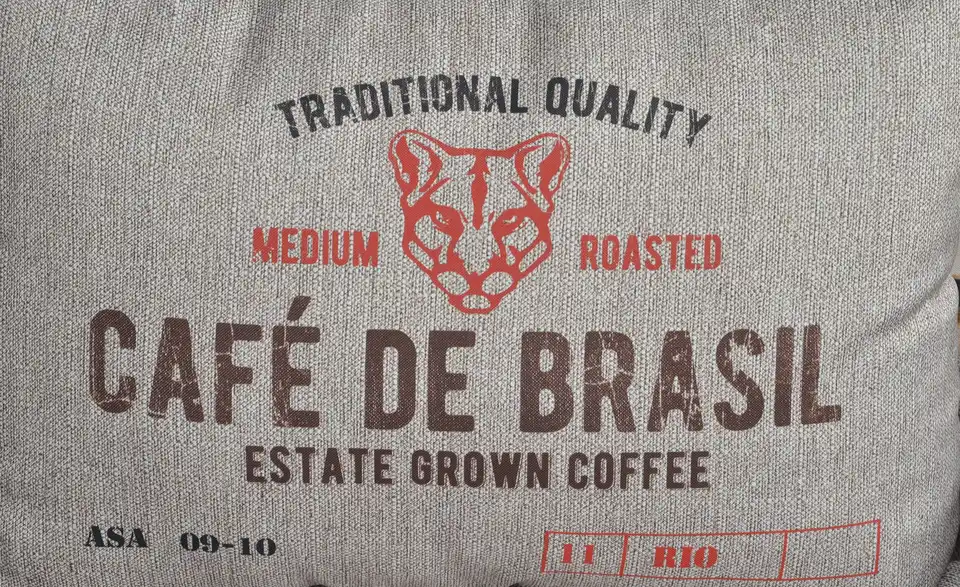 TRADITIONAL QUALITY
MEDIUM ROASTED
CAFÉ DE BRASIL
ESTATE GROWN COFFEE
ASA 09-10
11 RIO